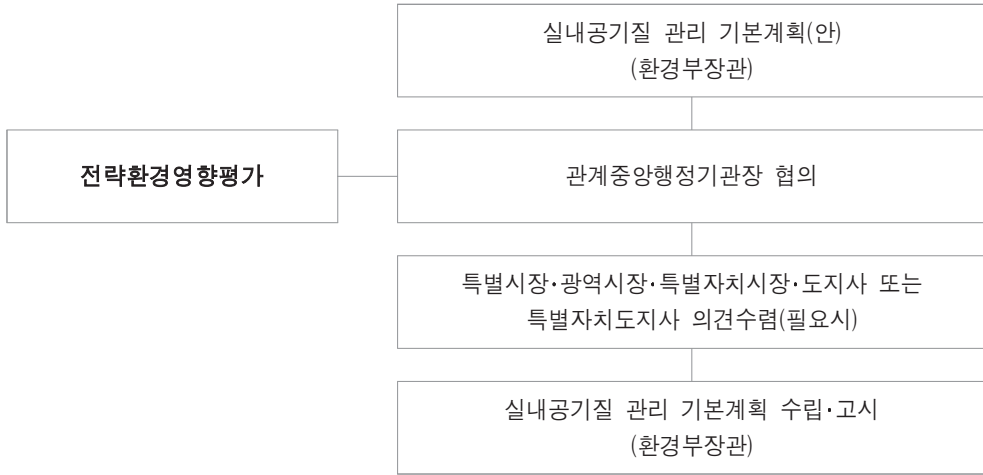 실내공기질 관리 기본계획(안)
(환경부장관)
전략환경영향평가
관계중앙행정기관장 협의
특별시장·광역시장·특별자치시장·도지사 또는
특별자치도지사 의견수렴(필요시)
실내공기질 관리 기본계획 수립·고시
(환경부장관)